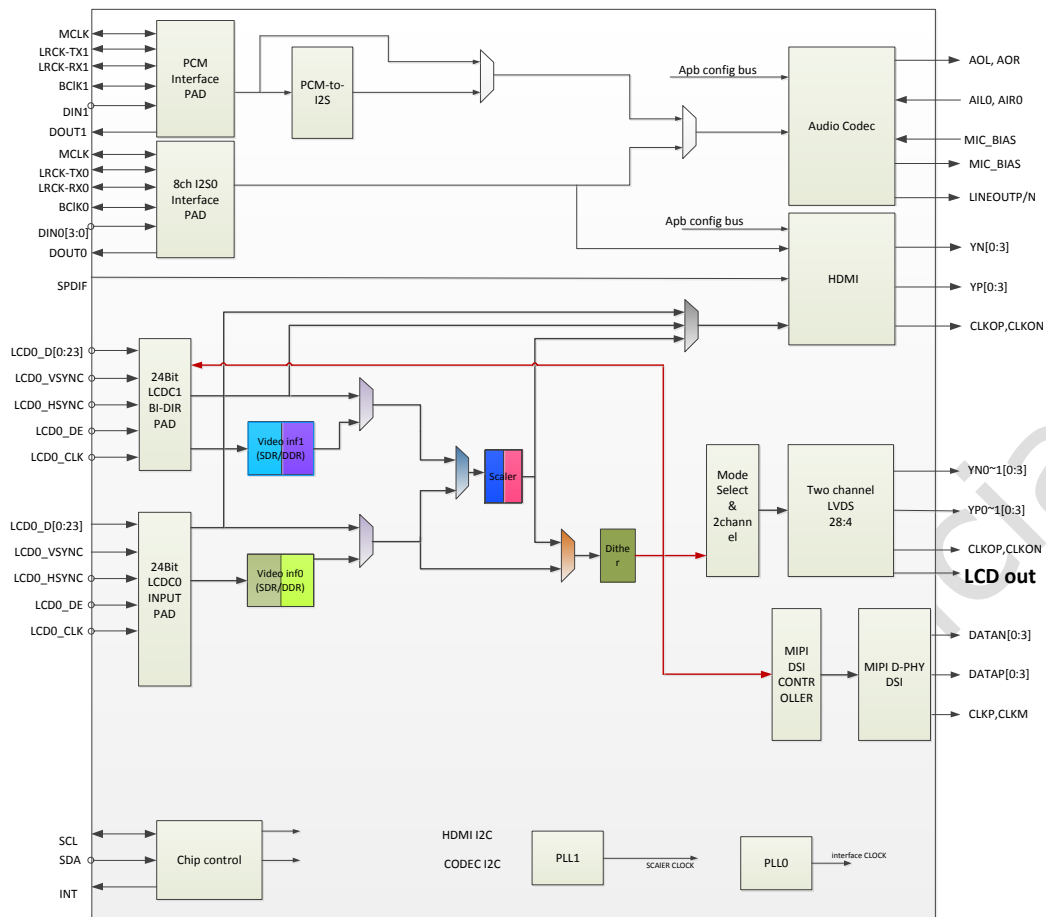 MCLK
LRCK-TX1
LRCK-RX1
BClK1
DIN1
DOUT1
PCM
Interface
PAD
PCM-to-
I2S
MCLK
LRCK-TX0
LRCK-RX0
BClK0
DIN0[3:0]
DOUT0
8ch I2S0
Interface
PAD
Apb config bus
Audio Codec
AOL, AOR
AIL0, AIR0
MIC_BIAS
MIC_BIAS
LINEOUTP/N
SPDIF
Apb config bus
HDMI
YN[0:3]
YP[0:3]
CLKOP,CLKON
LCD0_D[0:23]
LCD0_VSYNC
LCD0_HSYNC
LCD0_DE
LCD0_CLK
24Bit
LCDC1
BI-DIR
PAD
Video inf1
(SDR/DDR)
Scaler
LCD0_D[0:23]
LCD0_VSYNC
LCD0_HSYNC
LCD0_DE
LCD0_CLK
24Bit
LCDC0
INPUT
PAD
Video inf0
(SDR/DDR)
Dithe
r
Mode
Select
&
2chann
el
Two channel
LVDS
28:4
YN0~1[0:3]
YP0~1[0:3]
CLKOP,CLKON
LCD out
MIPI
DSI
CONTR
OLLER
MIPI D-PHY
DSI
DATAN[0:3]
DATAP[0:3]
CLKP,CLKM
SCL
SDA
INT
Chip control
HDMI I2C
CODEC I2C
PLL1
SCAlER CLOCK
PLL0
interface CLOCK